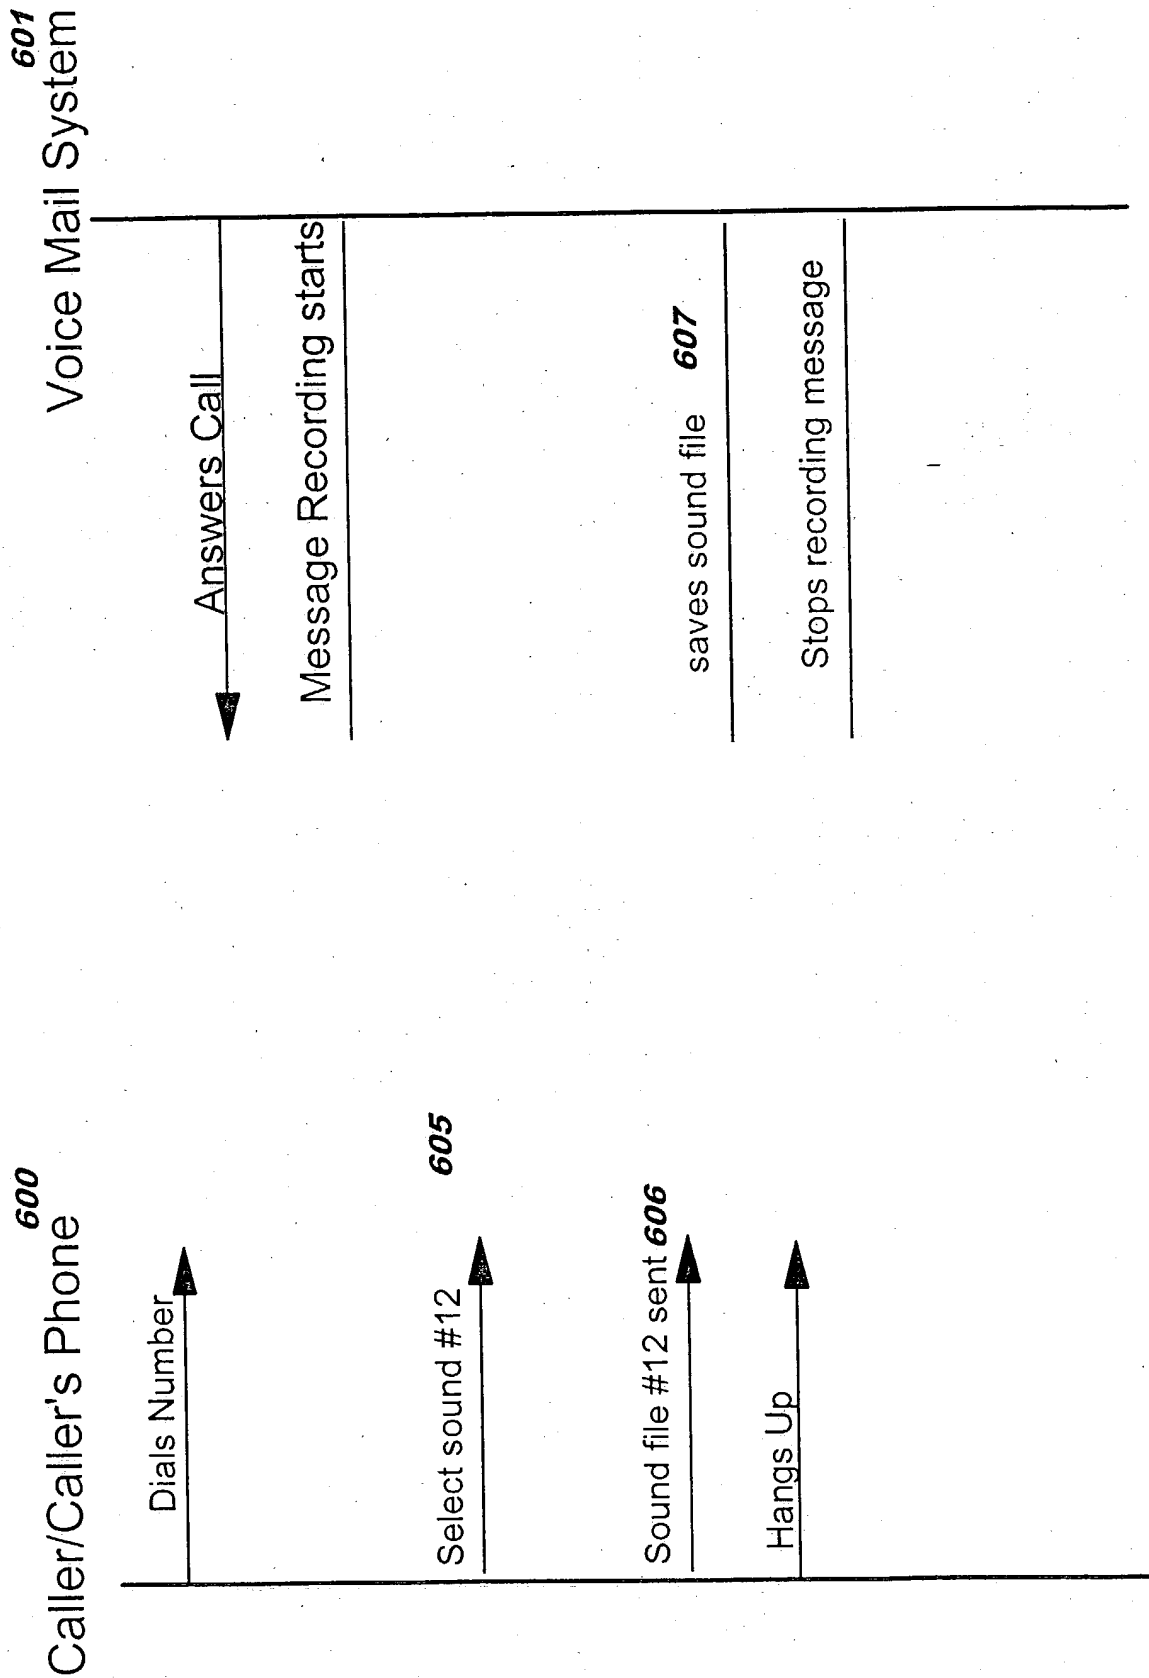 600
Caller/Caller's Phone
601
Voice Mail System
Dials Number
Answers Call
Message Recording starts
Select sound #12
605
Sound file #12 sent 606
saves sound file 607
Hangs Up
Stops recording message